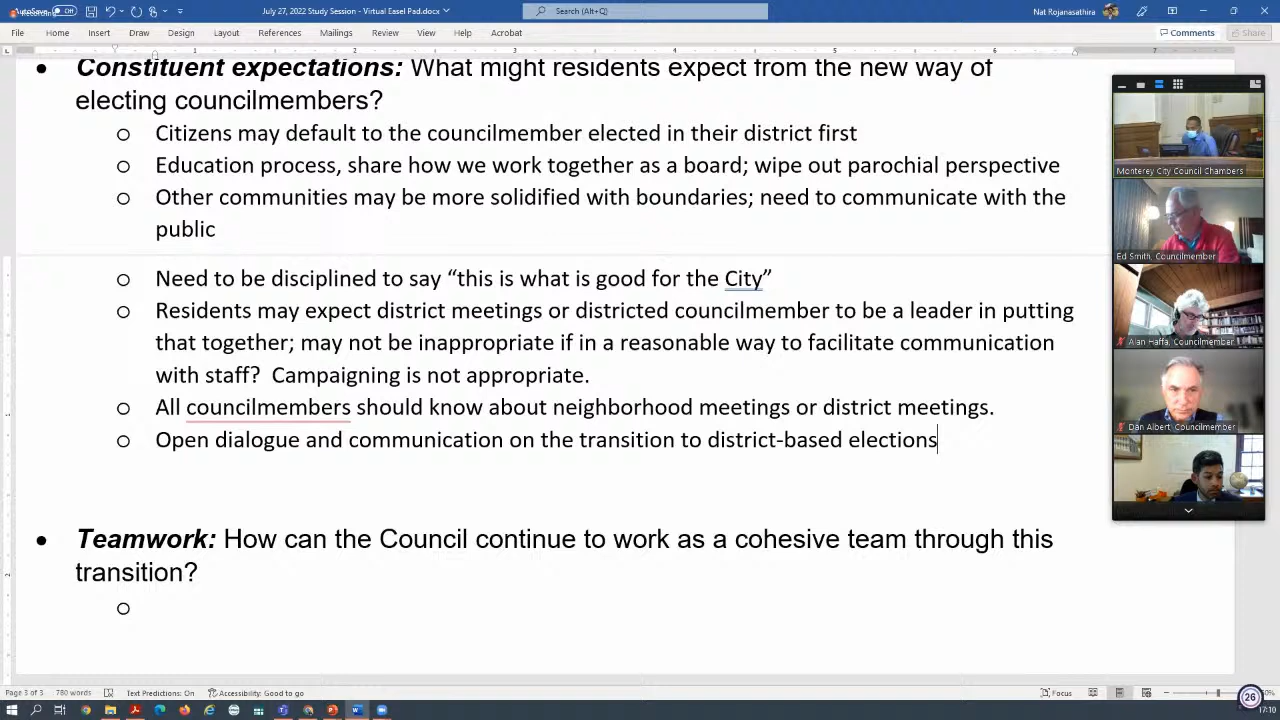 AutoSave Off
July 27, 2022 Study Session - Virtual Easel Pad.docx
Search (Alt+Q)
Nat Rojanasathira
File Home Insert Draw Design Layout References Mailings Review View Help Acrobat
Comments
Share
Constituent expectations: What might residents expect from the new way of
electing councilmembers?
Citizens may default to the councilmember elected in their district first
Education process, share how we work together as a board; wipe out parochial perspective
Other communities may be more solidified with boundaries; need to communicate with the
public
Need to be disciplined to say “this is what is good for the City”
Residents may expect district meetings or districted councilmember to be a leader in putting
that together; may not be inappropriate if in a reasonable way to facilitate communication
with staff?  Campaigning is not appropriate.
All councilmembers should know about neighborhood meetings or district meetings.
Open dialogue and communication on the transition to district-based elections
Teamwork: How can the Council continue to work as a cohesive team through this
transition?
Monterey City Council Chambers
Ed Smith, Councilmember
Alan Haffa, Councilmember
Dan Albert, Councilmember
Page 3 of 3 780 words Text Predictions: On Accessibility: Good to go
Focus
26
17:10